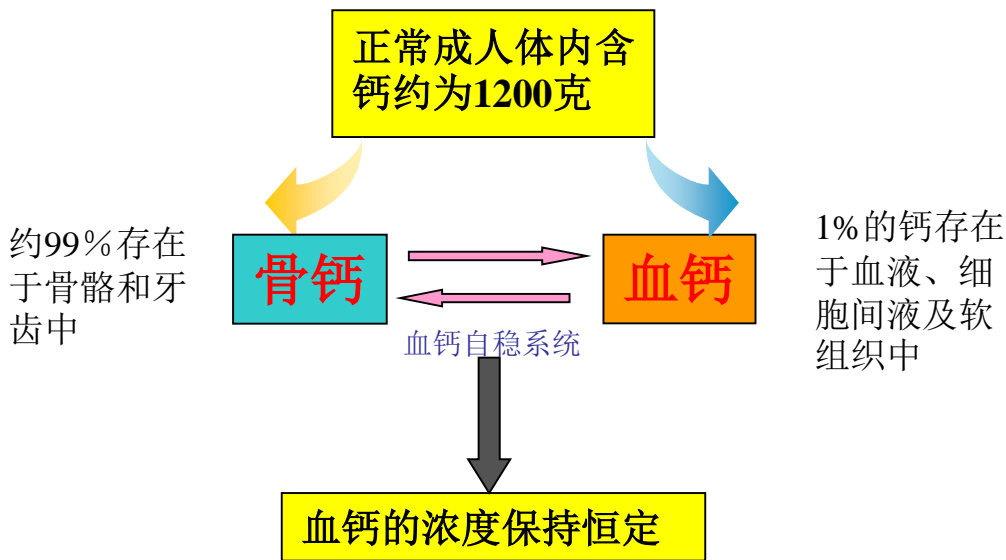 正常成人体内含
钙约为1200克
约99％存在
于骨骼和牙
齿中
骨钙
血钙
1%的钙存在
于血液、细
胞间液及软
组织中
血钙自稳系统
血钙的浓度保持恒定